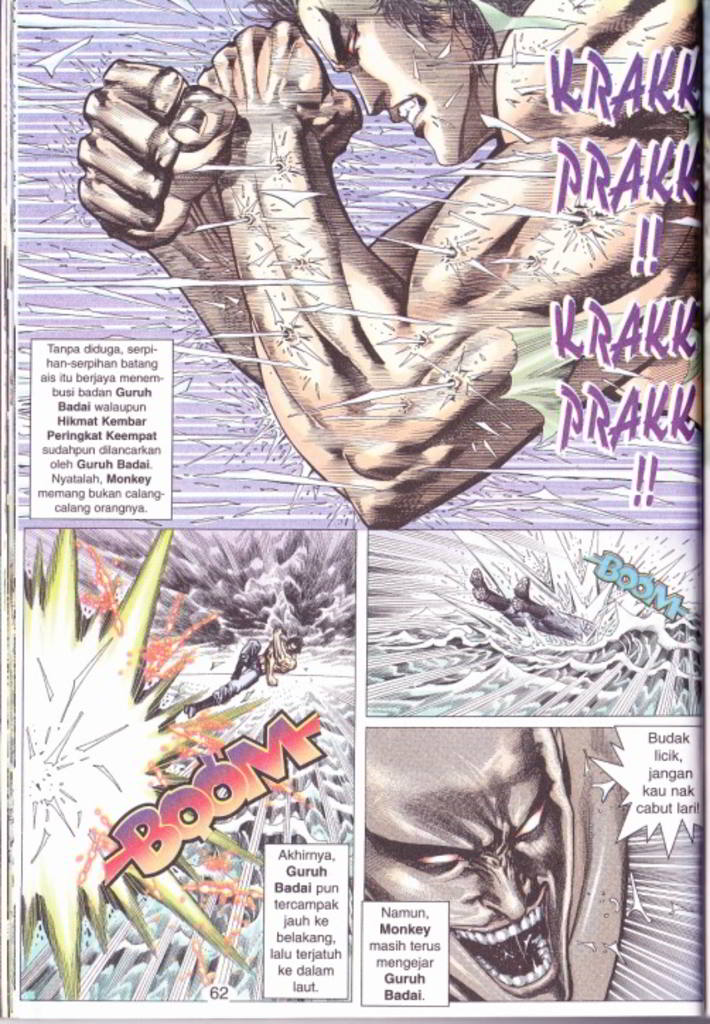 KRAKK
PRAKK
!!
KRAKK
PRAKK
!!
Tanpa diduga, serpi-
han-serpihan batang
ais itu berjaya menem-
busi badan Guruh
Badai walaupun
Hikmat Kembar
Peringkat Keempat
sudahpun dilancarkan
oleh Guruh Badai.
Nyatalah, Monkey
memang bukan calang-
calang orangnya.
BOOM
BOOM
Akhirnya,
Guruh
Badai pun
tercampak
jauh ke
belakang,
lalu terjatuh
ke dalam
laut.
Budak
licik,
jangan
kau nak
cabut lari!
Namun,
Monkey
masih terus
mengejar
Guruh
Badai.
62